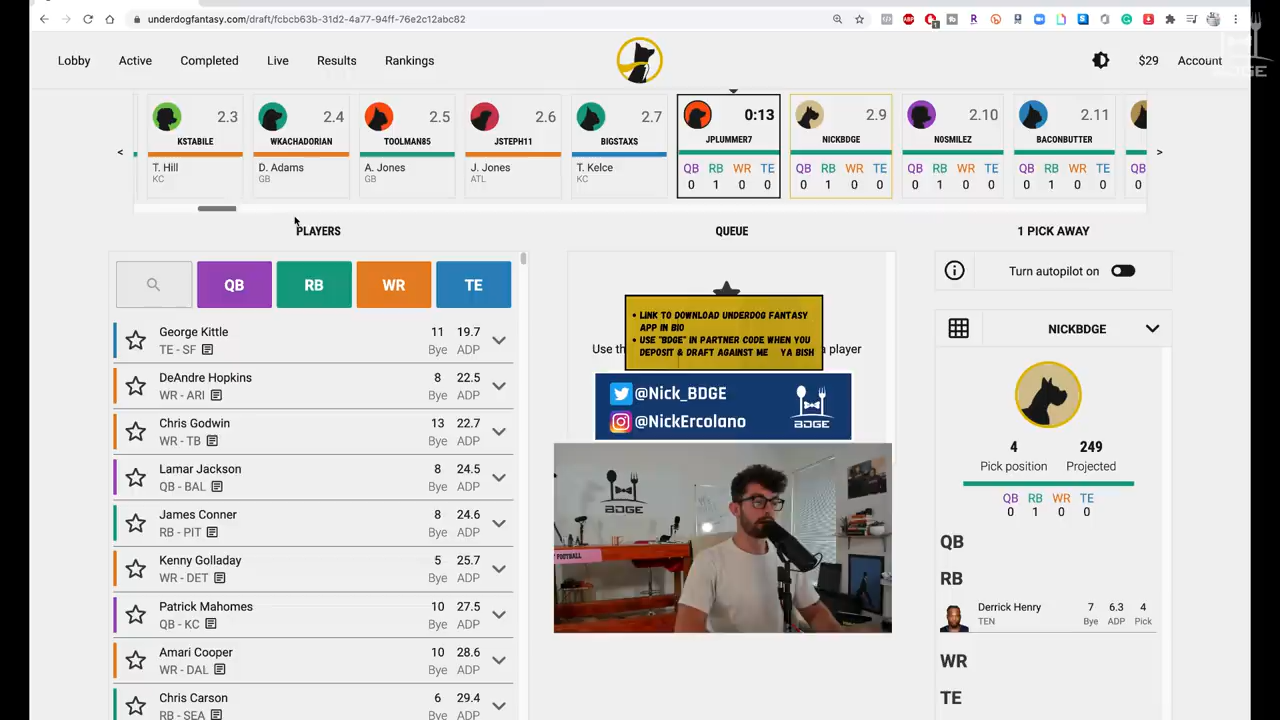 underdogfantasy.com/draft/fcbcb63b-31d2-4a77-94ff-76e2c12abc82
Lobby Active Completed Live Results Rankings $29 Account
BDGE
2.3 2.4 2.5 2.6 2.7 0:13 2.9 2.10 2.11
KSTABILE WKACHADORIAN TOOLMAN85 JSTEPH11 BIGSTAXS JPLUMMER7 NICKBDGE NOSMILEZ BACONBUTTER
T. Hill D. Adams A. Jones J. Jones T. Kelce QB RB WR TE QB RB WR TE QB RB WR TE QB RB WR TE QB
KC GB GB ATL KC 0 1 0 0 0 1 0 0 0 1 0 0 0 1 0 0 0
< >
PLAYERS QUEUE 1 PICK AWAY
QB RB WR TE
Turn autopilot on
George Kittle 11 19.7
TE - SF Bye ADP
DeAndre Hopkins 8 22.5
WR - ARI Bye ADP
Chris Godwin 13 22.7
WR - TB Bye ADP
Lamar Jackson 8 24.5
QB - BAL Bye ADP
James Conner 8 24.6
RB - PIT Bye ADP
Kenny Golladay 5 25.7
WR - DET Bye ADP
Patrick Mahomes 10 27.5
QB - KC Bye ADP
Amari Cooper 10 28.6
WR - DAL Bye ADP
Chris Carson 6 29.4
RB - SEA Bye ADP
• LINK TO DOWNLOAD UNDERDOG FANTASY
APP IN BIO
• USE "BDGE" IN PARTNER CODE WHEN YOU
DEPOSIT & DRAFT AGAINST ME YA BISH
Use th
a player
@Nick_BDGE
@NickErcolano
BDGE
BDGE
FOOTBALL
NICKBDGE
4 249
Pick position Projected
QB RB WR TE
0 1 0 0
QB
RB
Derrick Henry 7 6.3 4
TEN Bye ADP Pick
WR
TE